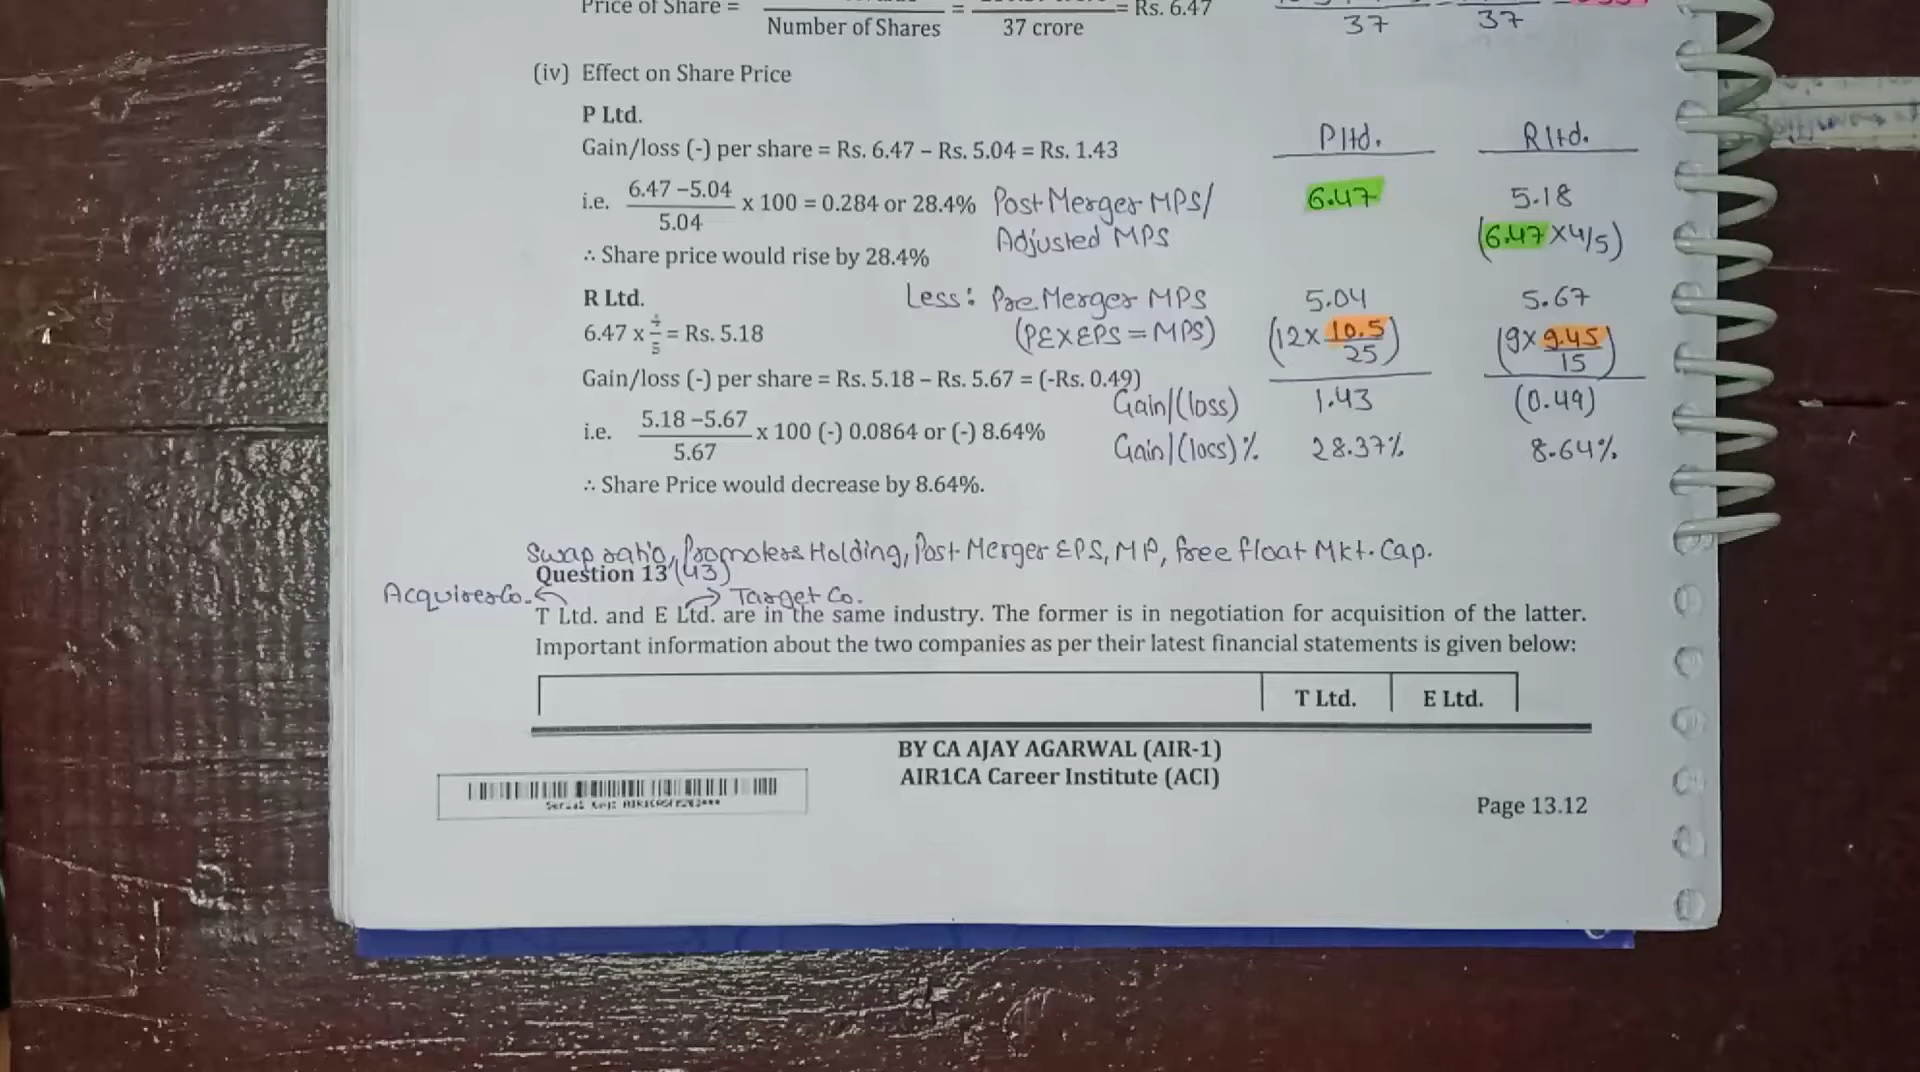 Price of Share = = = Rs. 6.47
Number of Shares 37 crore 37 37
(iv) Effect on Share Price
P Ltd.
Gain/loss (-) per share = Rs. 6.47 – Rs. 5.04 = Rs. 1.43
i.e. 6.47 –5.04 / 5.04 x 100 = 0.284 or 28.4%
∴ Share price would rise by 28.4%
R Ltd.
6.47 x 4/5 = Rs. 5.18
Gain/loss (-) per share = Rs. 5.18 – Rs. 5.67 = (-Rs. 0.49)
i.e. 5.18 –5.67 / 5.67 x 100 (-) 0.0864 or (-) 8.64%
∴ Share Price would decrease by 8.64%.
P ltd. R ltd.
Post Merger MPS/ 6.47 5.18
Adjusted MPS (6.47 x 4/5)
Less: Pre Merger MPS 5.04 5.67
(PE x EPS = MPS) (12 x 10.5/25) (9 x 9.45/15)
Gain/(loss) 1.43 (0.49)
Gain/(loss) % 28.37% 8.64%
Swap ratio, Promoters Holding, Post Merger EPS, MP, free float Mkt. Cap.
Question 13 (43)
Acquirer Co. Target Co.
T Ltd. and E Ltd. are in the same industry. The former is in negotiation for acquisition of the latter.
Important information about the two companies as per their latest financial statements is given below:
T Ltd. E Ltd.
BY CA AJAY AGARWAL (AIR-1)
AIR1CA Career Institute (ACI)
Page 13.12